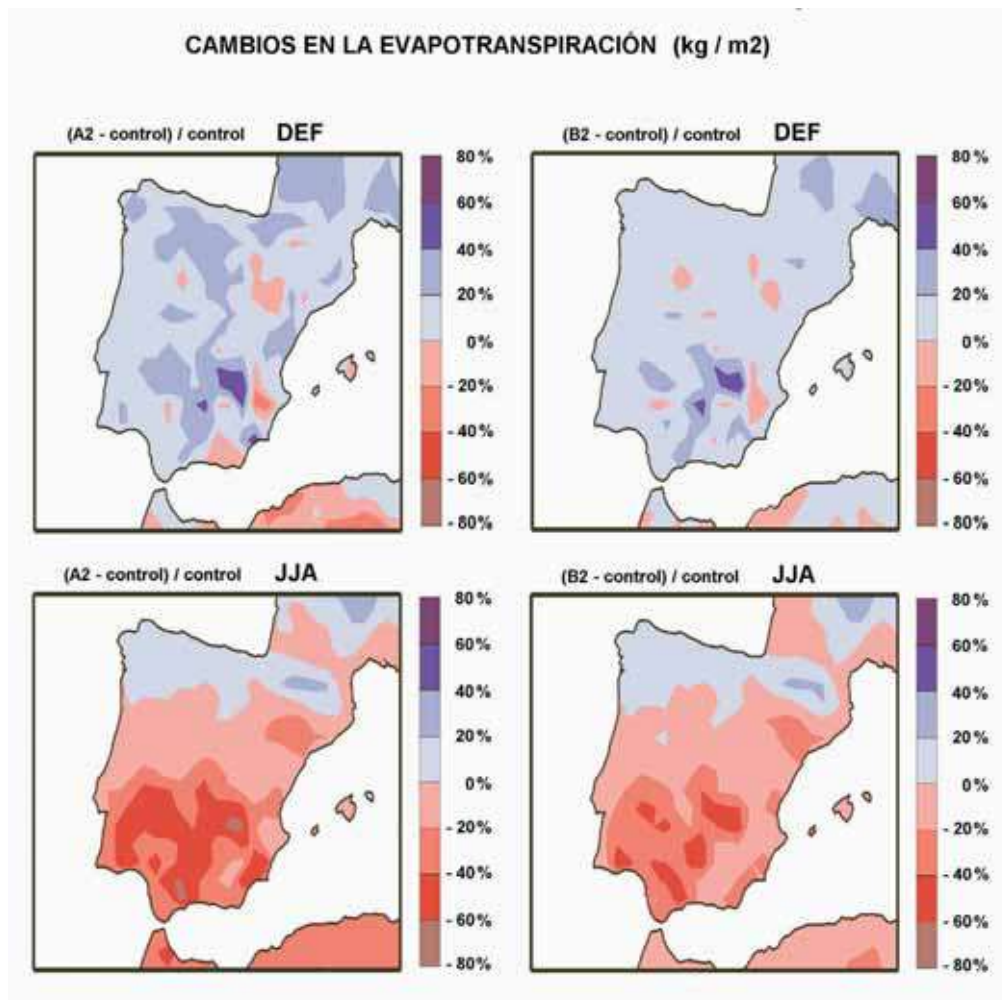 CAMBIOS EN LA EVAPOTRANSPIRACIÓN (kg / m2)
(A2 - control) / control DEF
80 %
60 %
40 %
20 %
0 %
- 20 %
- 40 %
- 60 %
- 80%
(B2 - control) / control DEF
80 %
60 %
40 %
20 %
0 %
- 20 %
- 40%
- 60 %
- 80%
(A2 - control) / control JJA
80 %
60 %
40 %
20 %
0 %
- 20 %
- 40 %
- 60 %
- 80%
(B2 - control) / control JJA
80 %
60 %
40 %
20 %
0 %
- 20 %
- 40 %
- 60 %
- 80%